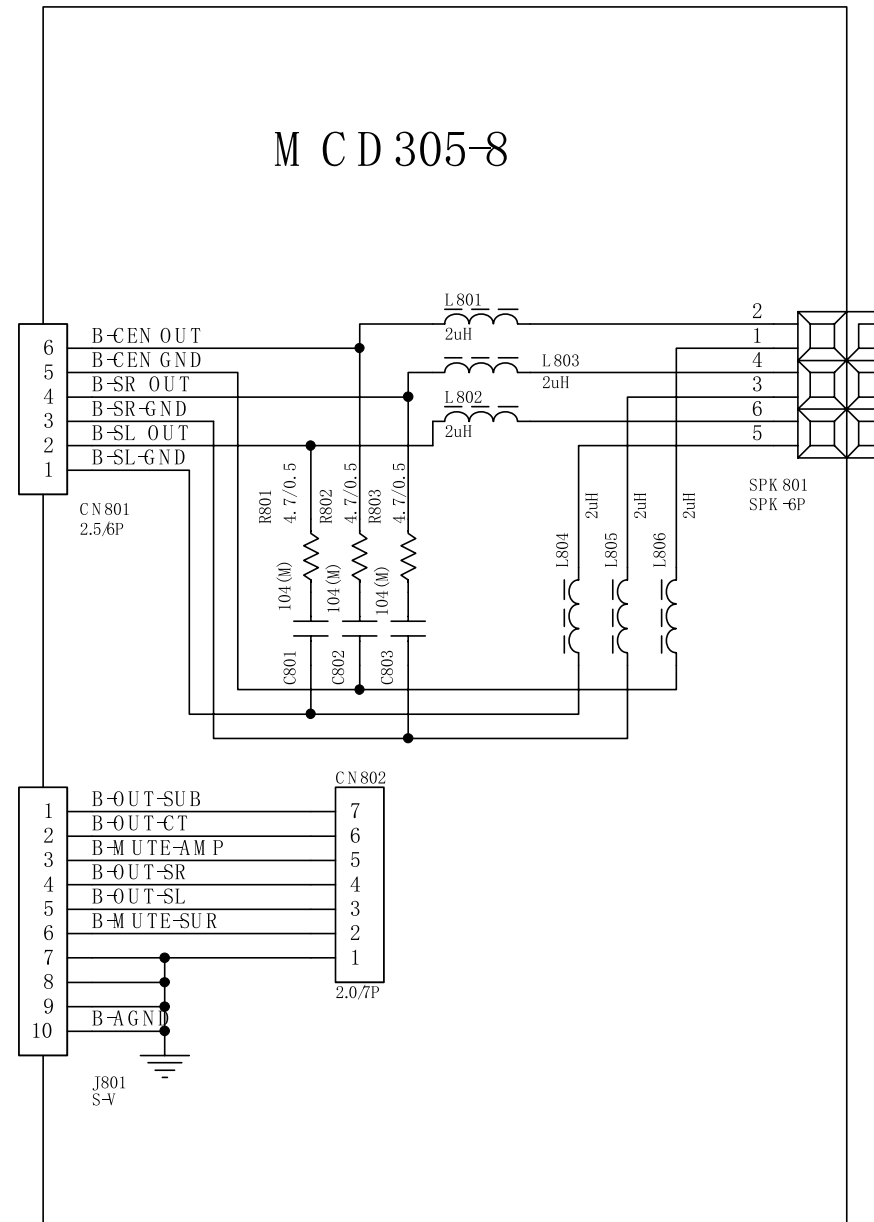 MCD305-8
L801
2uH
2
1
L803
2uH
4
3
L802
2uH
6
5
6
B-CEN OUT
5
B-CEN GND
4
B-SR OUT
3
B-SR-GND
2
B-SL OUT
1
B-SL-GND
CN801
2.5/6P
SPK801
SPK-6P
R801
4.7/0.5
R802
4.7/0.5
R803
4.7/0.5
104(M)
104(M)
104(M)
C801
C802
C803
L804
2uH
L805
2uH
L806
2uH
CN802
1
B-OUT-SUB
7
2
B-OUT-CT
6
3
B-MUTE-AMP
5
4
B-OUT-SR
4
5
B-OUT-SL
3
6
B-MUTE-SUR
2
7
1
8
9
10
B-AGND
2.0/7P
J801
S-V